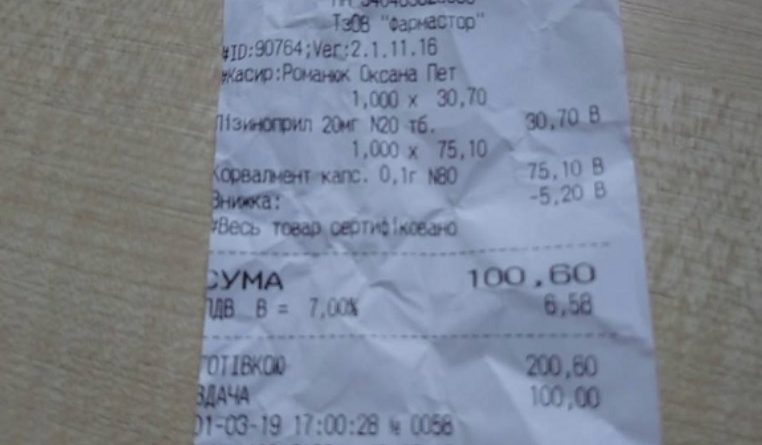 ТзОВ "Фармастор"
#ID:90764;Ver:2.1.11.16
#Касир:Романюк Оксана Пет
1,000 x 30,70
Лізиноприл 20мг N20 тб. 30,70 В
1,000 x 75,10
Корвалмент капс. 0,1г N80 75,10 В
Знижка: -5,20 В
#Весь товар сертифіковано
СУМА 100,60
ПДВ В = 7,00% 6,58
ГОТІВКОЮ 200,60
ЗДАЧА 100,00
01-03-19 17:00:28 № 0058